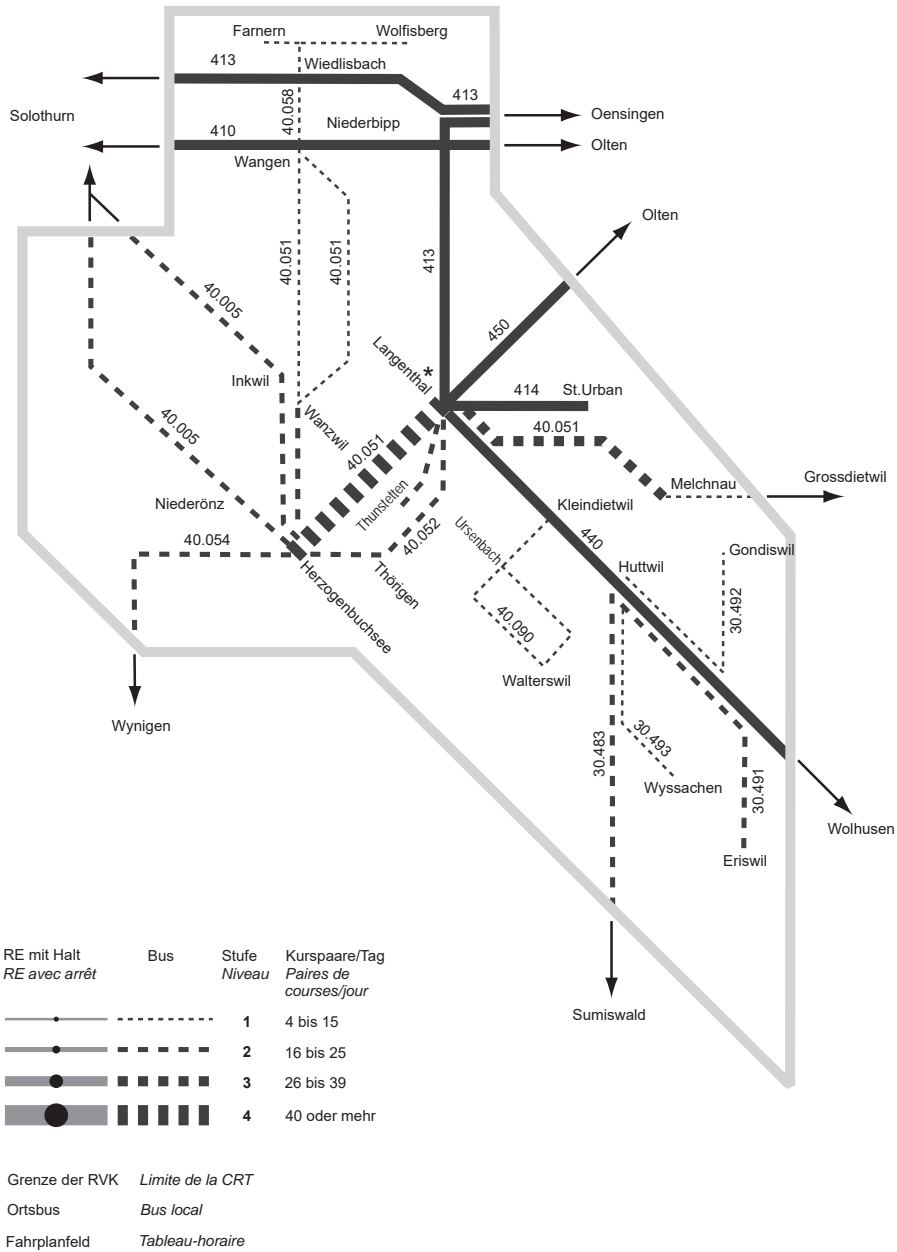 Farnern
Wolfisberg
413
Wiedlisbach
413
Solothurn
40.058
Oensingen
410
Niederbipp
Olten
Wangen
Olten
40.051
40.051
413
40.005
450
Langenthal
*
Inkwil
414
St.Urban
40.005
Wanzwil
40.051
40.051
Melchnau
Grossdietwil
Niederönz
Thunstetten
Kleindietwil
40.054
40.052
Ursenbach
440
Gondiswil
Herzogenbuchsee
Thörigen
Huttwil
30.492
40.090
Walterswil
Wynigen
30.483
30.493
Wyssachen
30.491
Wolhusen
Eriswil
Sumiswald
RE mit Halt
RE avec arrêt
Bus
Stufe
Niveau
Kurspaare/Tag
Paires de
courses/jour
1 4 bis 15
2 16 bis 25
3 26 bis 39
4 40 oder mehr
Grenze der RVK Limite de la CRT
Ortsbus Bus local
Fahrplanfeld Tableau-horaire